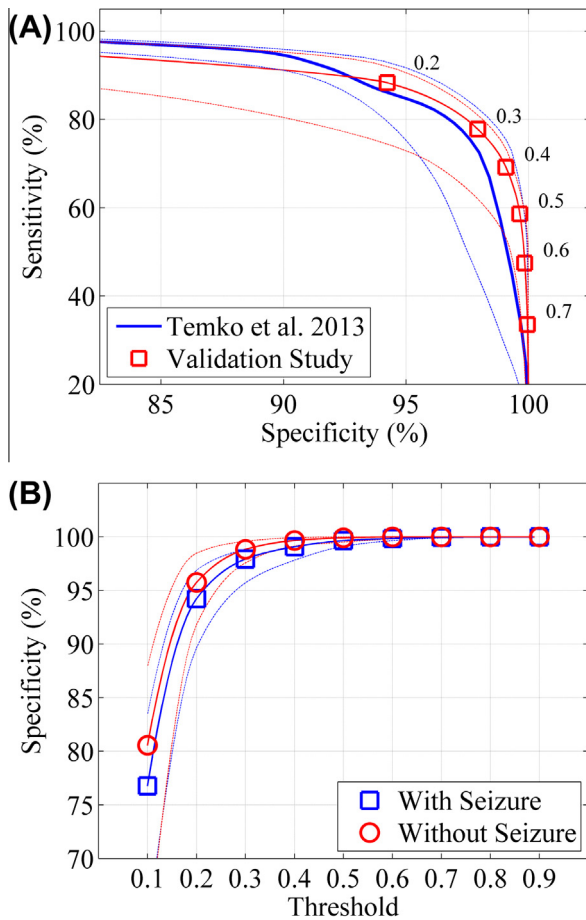 (A)
100
80
60
40
20
Sensitivity (%)
0.2
0.3
0.4
0.5
0.6
0.7
Temko et al. 2013
Validation Study
85
90
95
100
Specificity (%)
(B)
100
95
90
85
80
75
70
Specificity (%)
With Seizure
Without Seizure
0.1 0.2 0.3 0.4 0.5 0.6 0.7 0.8 0.9
Threshold